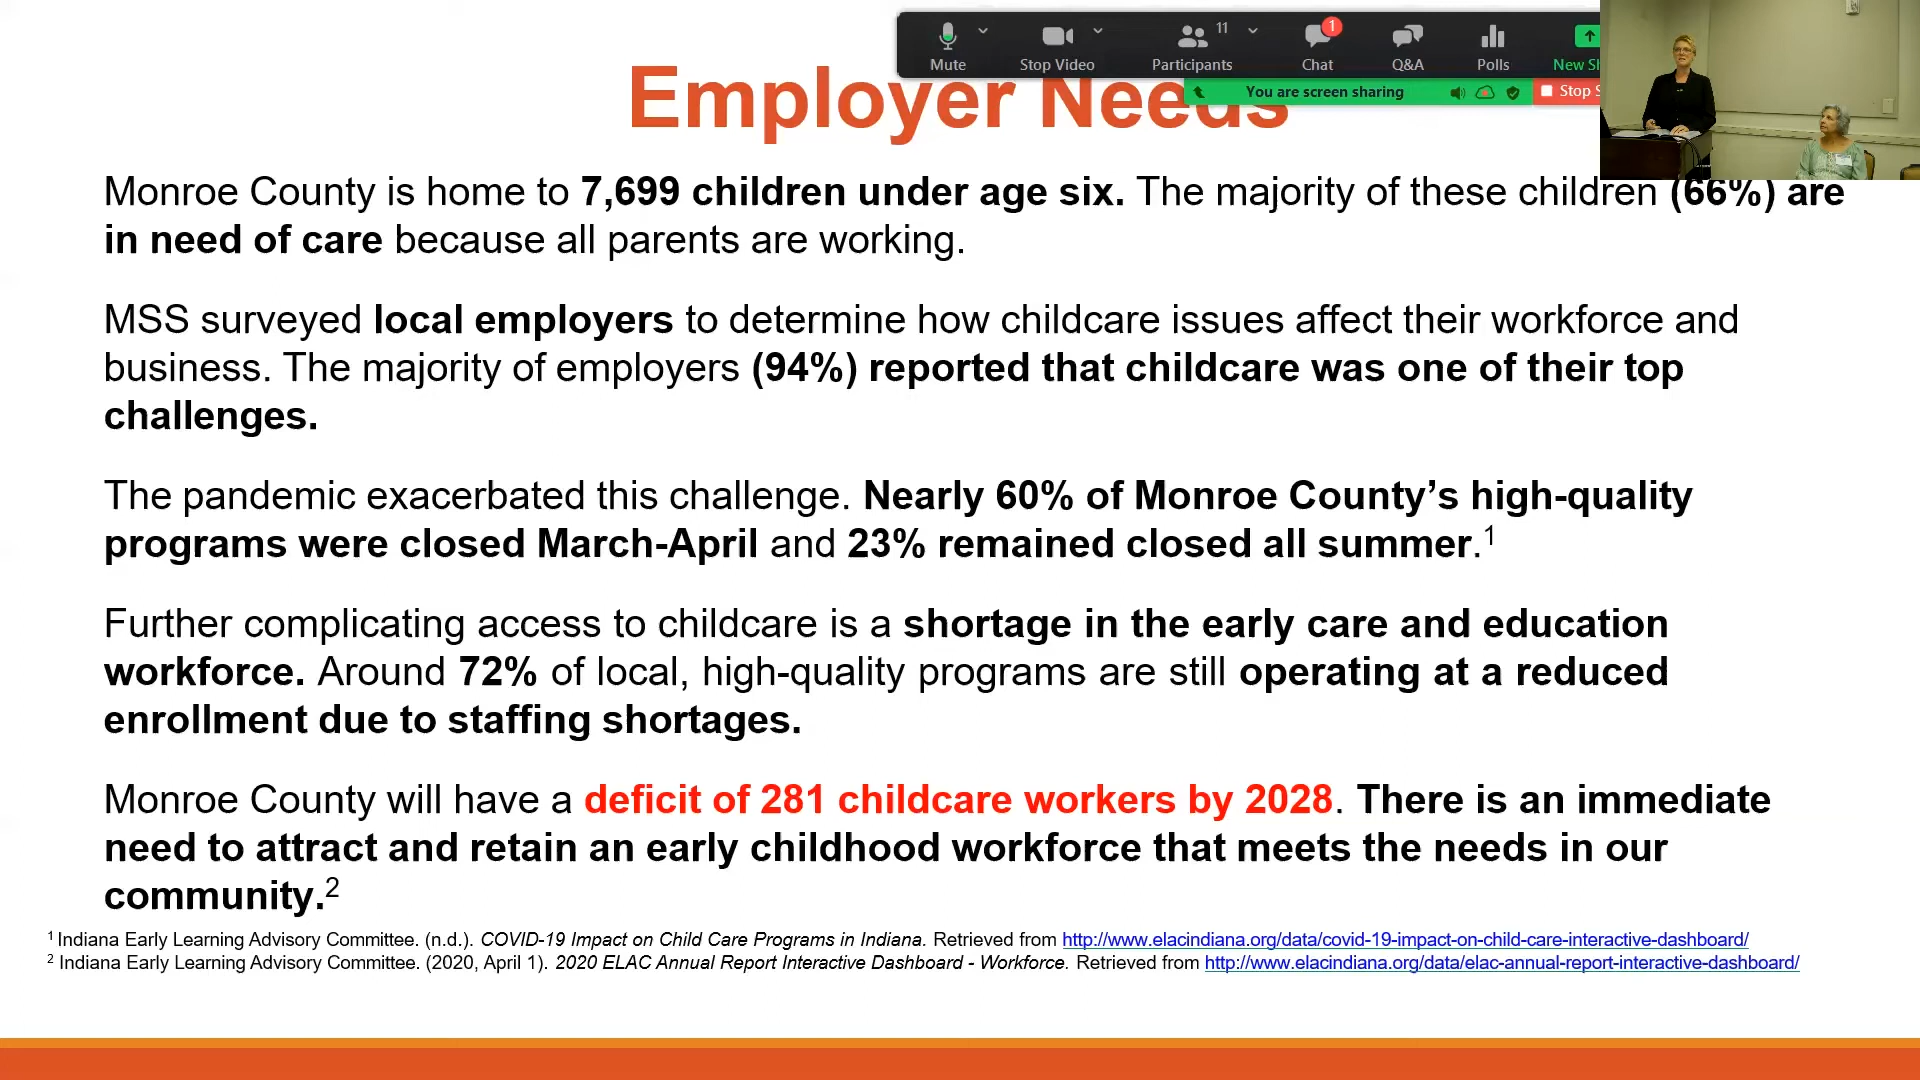 11
1
Mute
Stop Video
Participants
Chat
Q&A
Polls
New Sh
You are screen sharing
Stop S
Employer Needs
Monroe County is home to 7,699 children under age six. The majority of these children (66%) are
in need of care because all parents are working.
MSS surveyed local employers to determine how childcare issues affect their workforce and
business. The majority of employers (94%) reported that childcare was one of their top
challenges.
The pandemic exacerbated this challenge. Nearly 60% of Monroe County’s high-quality
programs were closed March-April and 23% remained closed all summer.1
Further complicating access to childcare is a shortage in the early care and education
workforce. Around 72% of local, high-quality programs are still operating at a reduced
enrollment due to staffing shortages.
Monroe County will have a deficit of 281 childcare workers by 2028. There is an immediate
need to attract and retain an early childhood workforce that meets the needs in our
community.2
1 Indiana Early Learning Advisory Committee. (n.d.). COVID-19 Impact on Child Care Programs in Indiana. Retrieved from http://www.elacindiana.org/data/covid-19-impact-on-child-care-interactive-dashboard/
2 Indiana Early Learning Advisory Committee. (2020, April 1). 2020 ELAC Annual Report Interactive Dashboard - Workforce. Retrieved from http://www.elacindiana.org/data/elac-annual-report-interactive-dashboard/